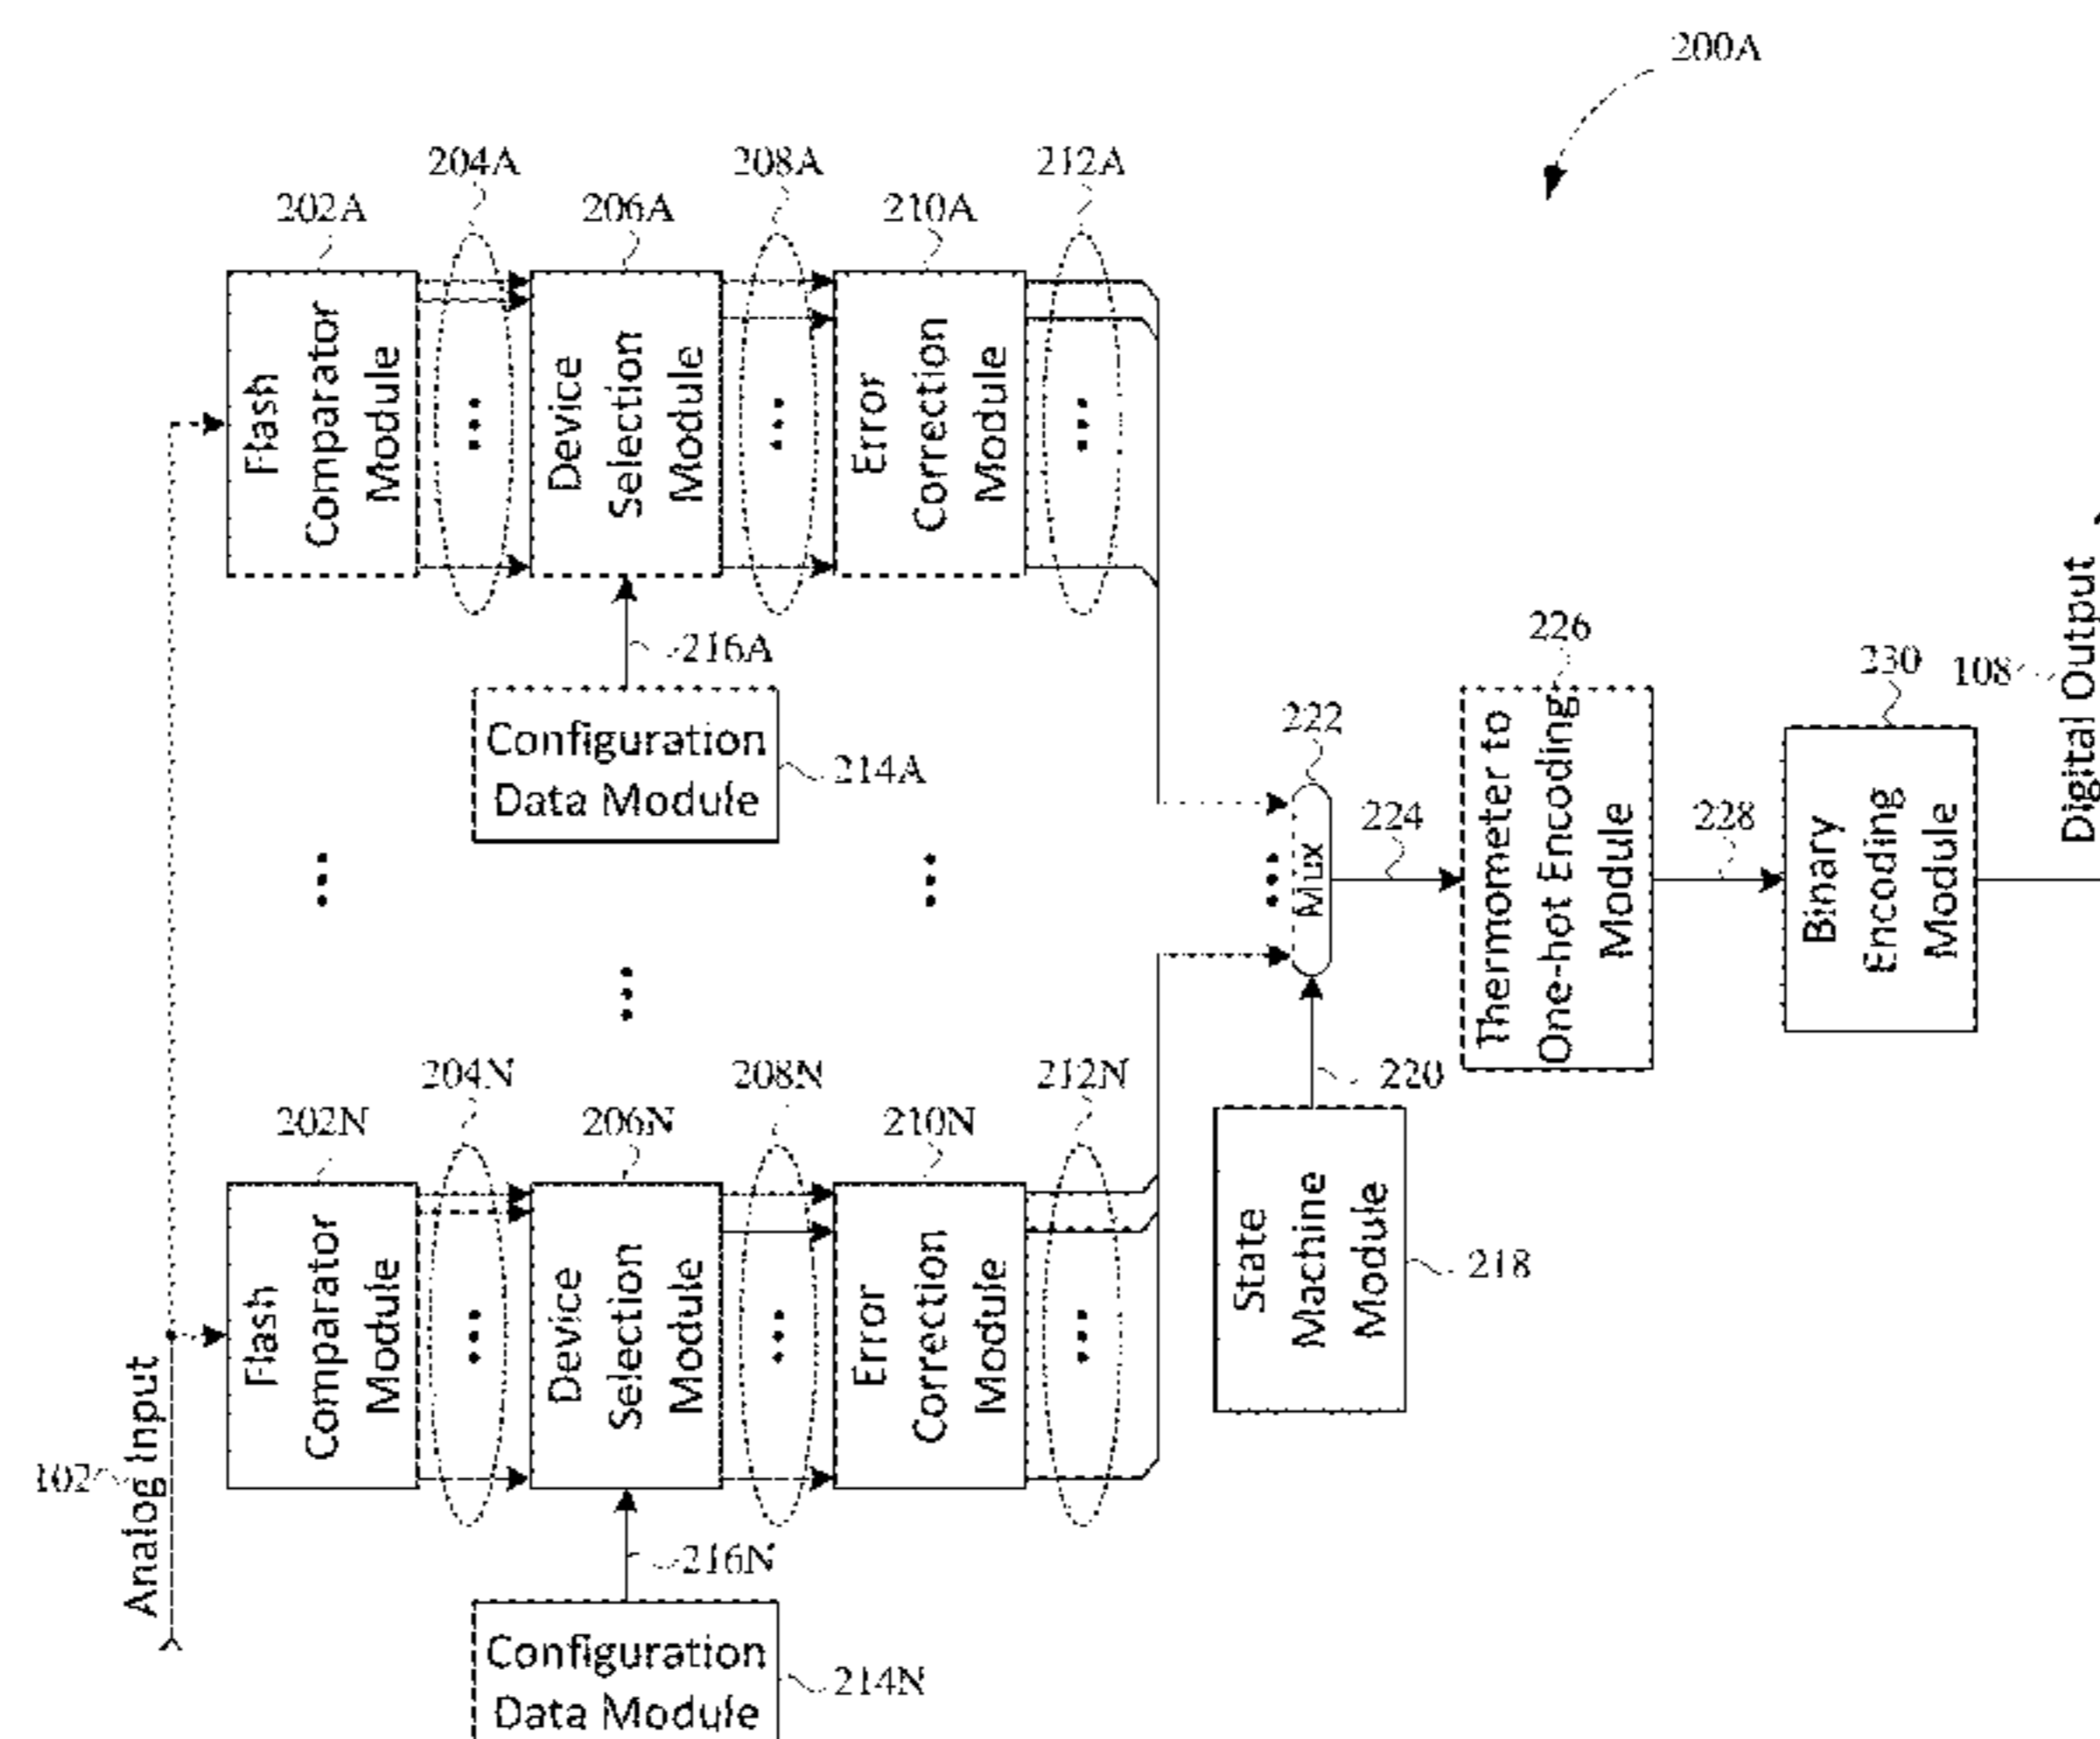 200A
204A
208A
212A
202A
206A
210A
Flash
Comparator
Module
Device
Selection
Module
Error
Correction
Module
216A
Configuration
Data Module
214A
222
Mux
224
226
Thermometer to
One-hot Encoding
Module
228
230
Binary
Encoding
Module
108
Digital Output
204N
208N
212N
202N
206N
210N
Flash
Comparator
Module
Device
Selection
Module
Error
Correction
Module
220
State
Machine
Module
218
102
Analog Input
216N
Configuration
Data Module
214N